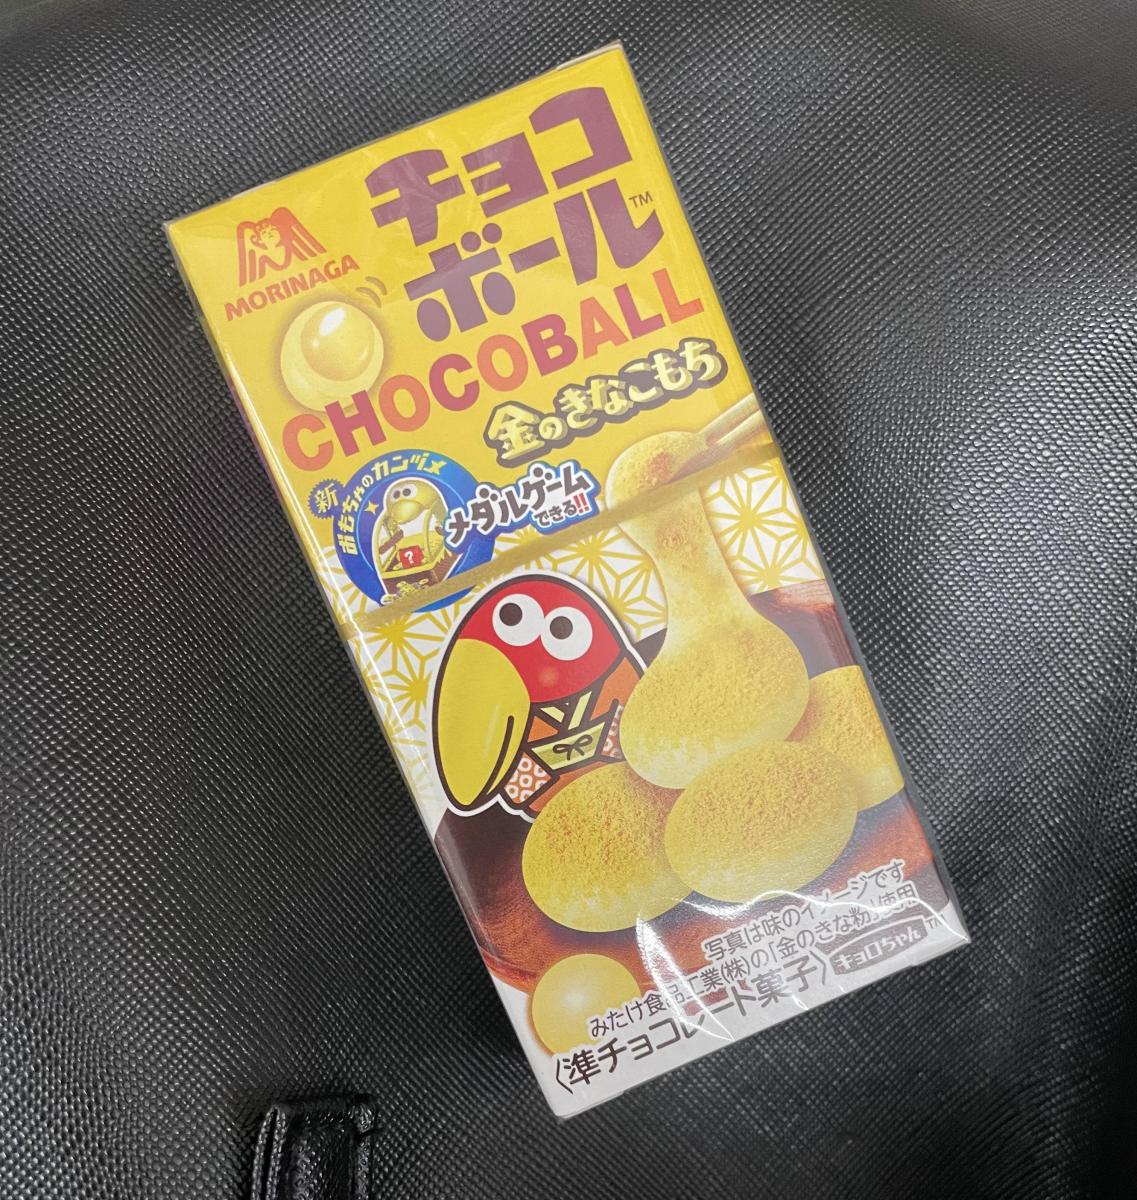 MORINAGA
チョコ
ボール™
CHOCOBALL
金のきなこもち
新
おもちゃのカンヅメ
メダルゲーム
できる!!
?
写真は味のイメージです
みたけ食品工業(株)の「金のきな粉」使用
〈準チョコレート菓子〉
キョロちゃん™